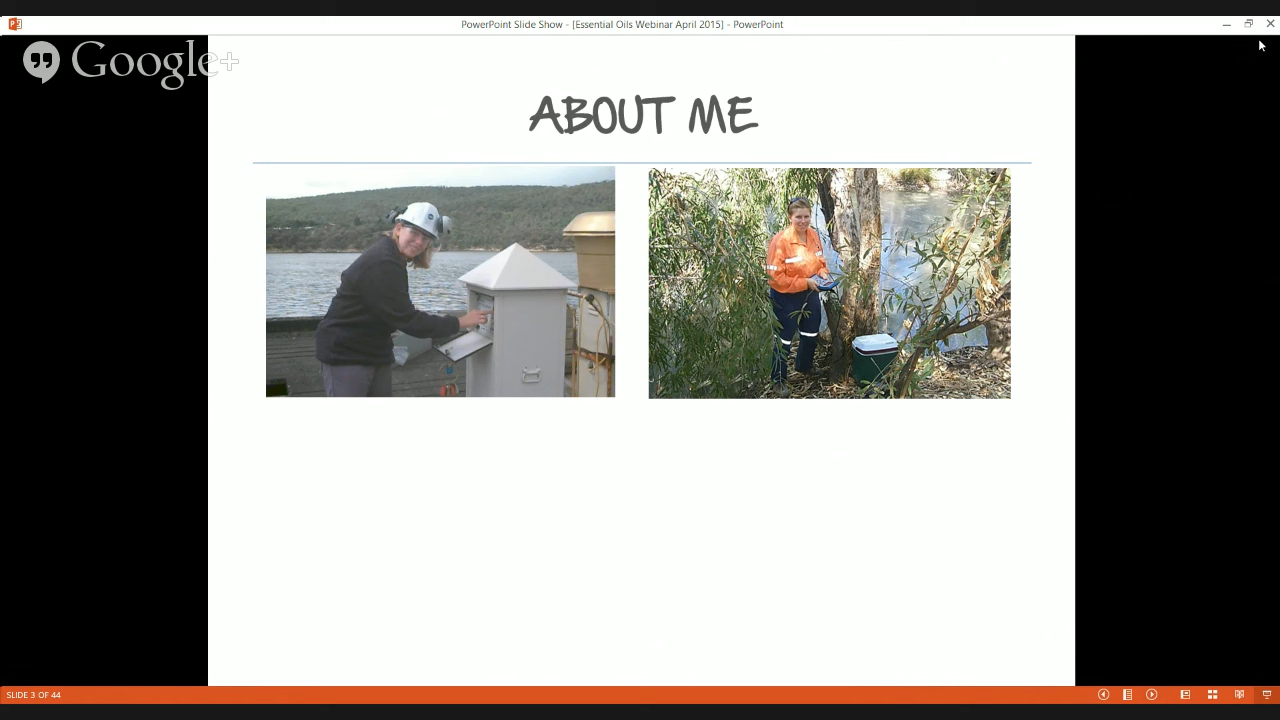 PowerPoint Slide Show - [Essential Oils Webinar April 2015] - PowerPoint
Google+
ABOUT ME
SLIDE 3 OF 44